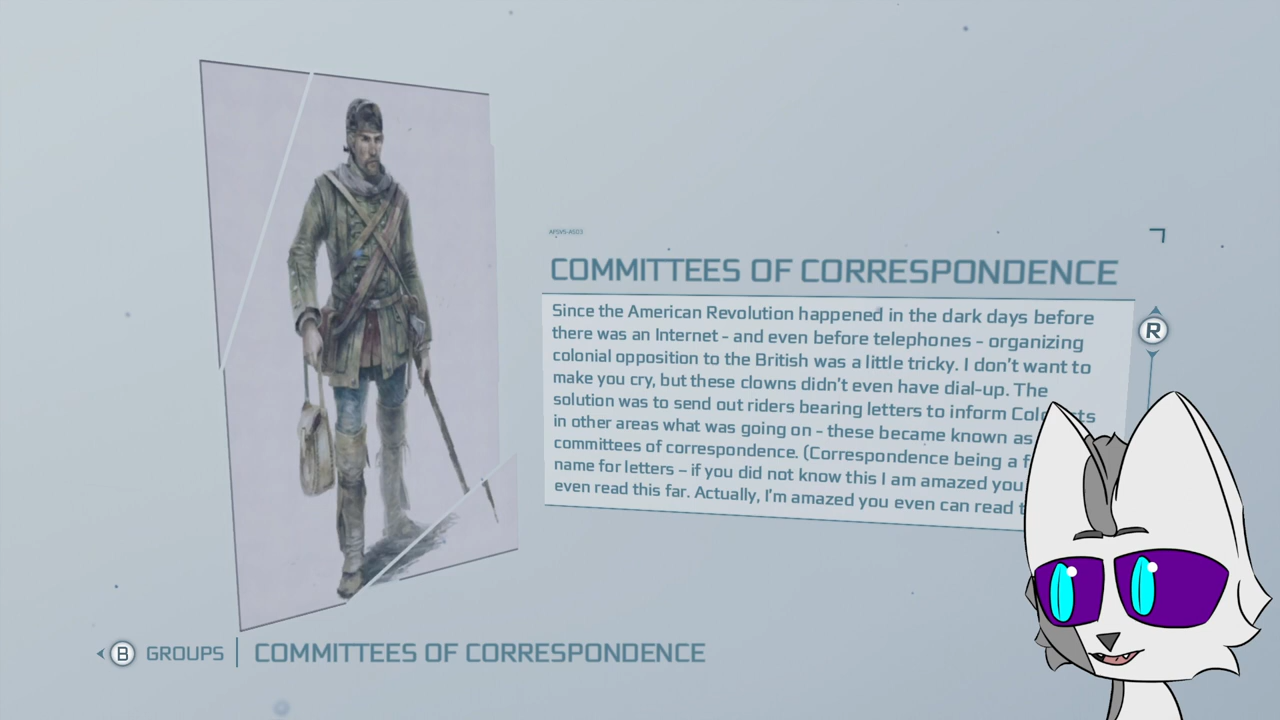 AFSVS-AS03
COMMITTEES OF CORRESPONDENCE
Since the American Revolution happened in the dark days before
there was an Internet - and even before telephones - organizing
colonial opposition to the British was a little tricky. I don't want to
make you cry, but these clowns didn't even have dial-up. The
solution was to send out riders bearing letters to inform
in other areas what was going on - these became known as
committees of correspondence. (Correspondence being a
name for letters – if you did not know this I am amazed you
even read this far. Actually, I'm amazed you even can read
R
B GROUPS COMMITTEES OF CORRESPONDENCE